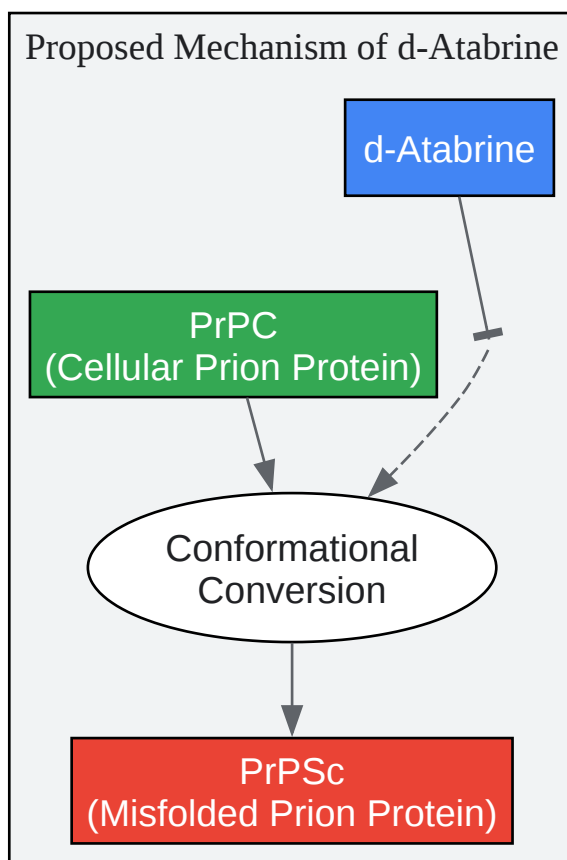 Proposed Mechanism of d-Atabrine
d-Atabrine
PrPC
(Cellular Prion Protein)
Conformational
Conversion
PrPSc
(Misfolded Prion Protein)